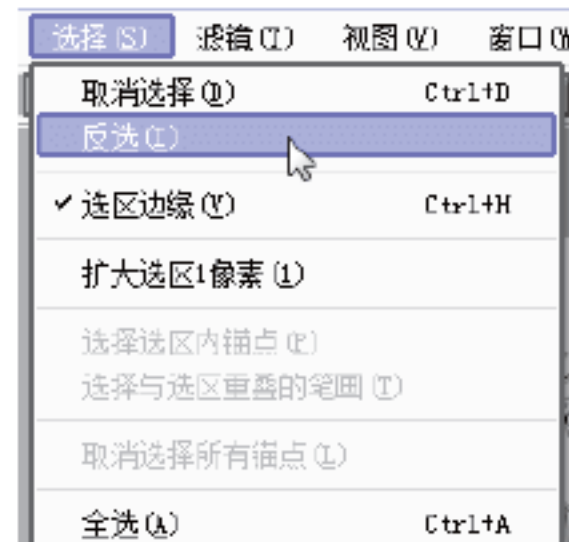 选择(S) 滤镜(T) 视图(V) 窗口(W
取消选择(D) Ctrl+D
反选(I)
✓选区边缘(Y) Ctrl+H
扩大选区1像素(1)
选择选区内锚点(P)
选择与选区重叠的笔画(T)
取消选择所有锚点(L)
全选(A) Ctrl+A